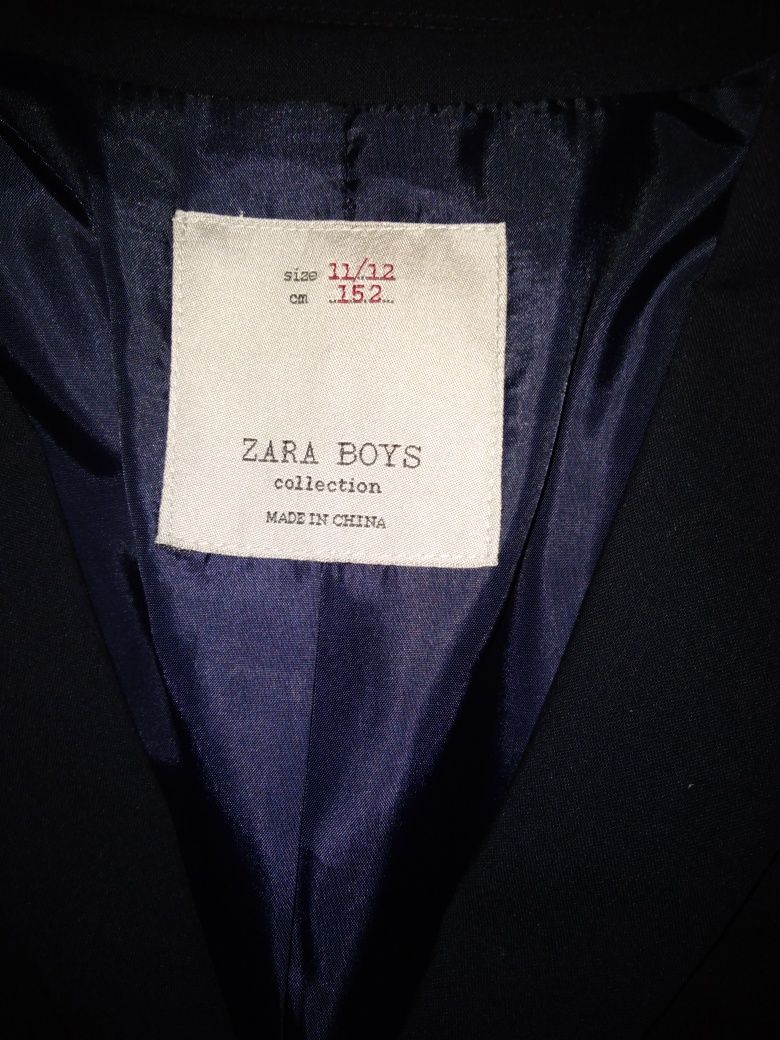 size 11/12
cm 152
ZARA BOYS
collection
MADE IN CHINA